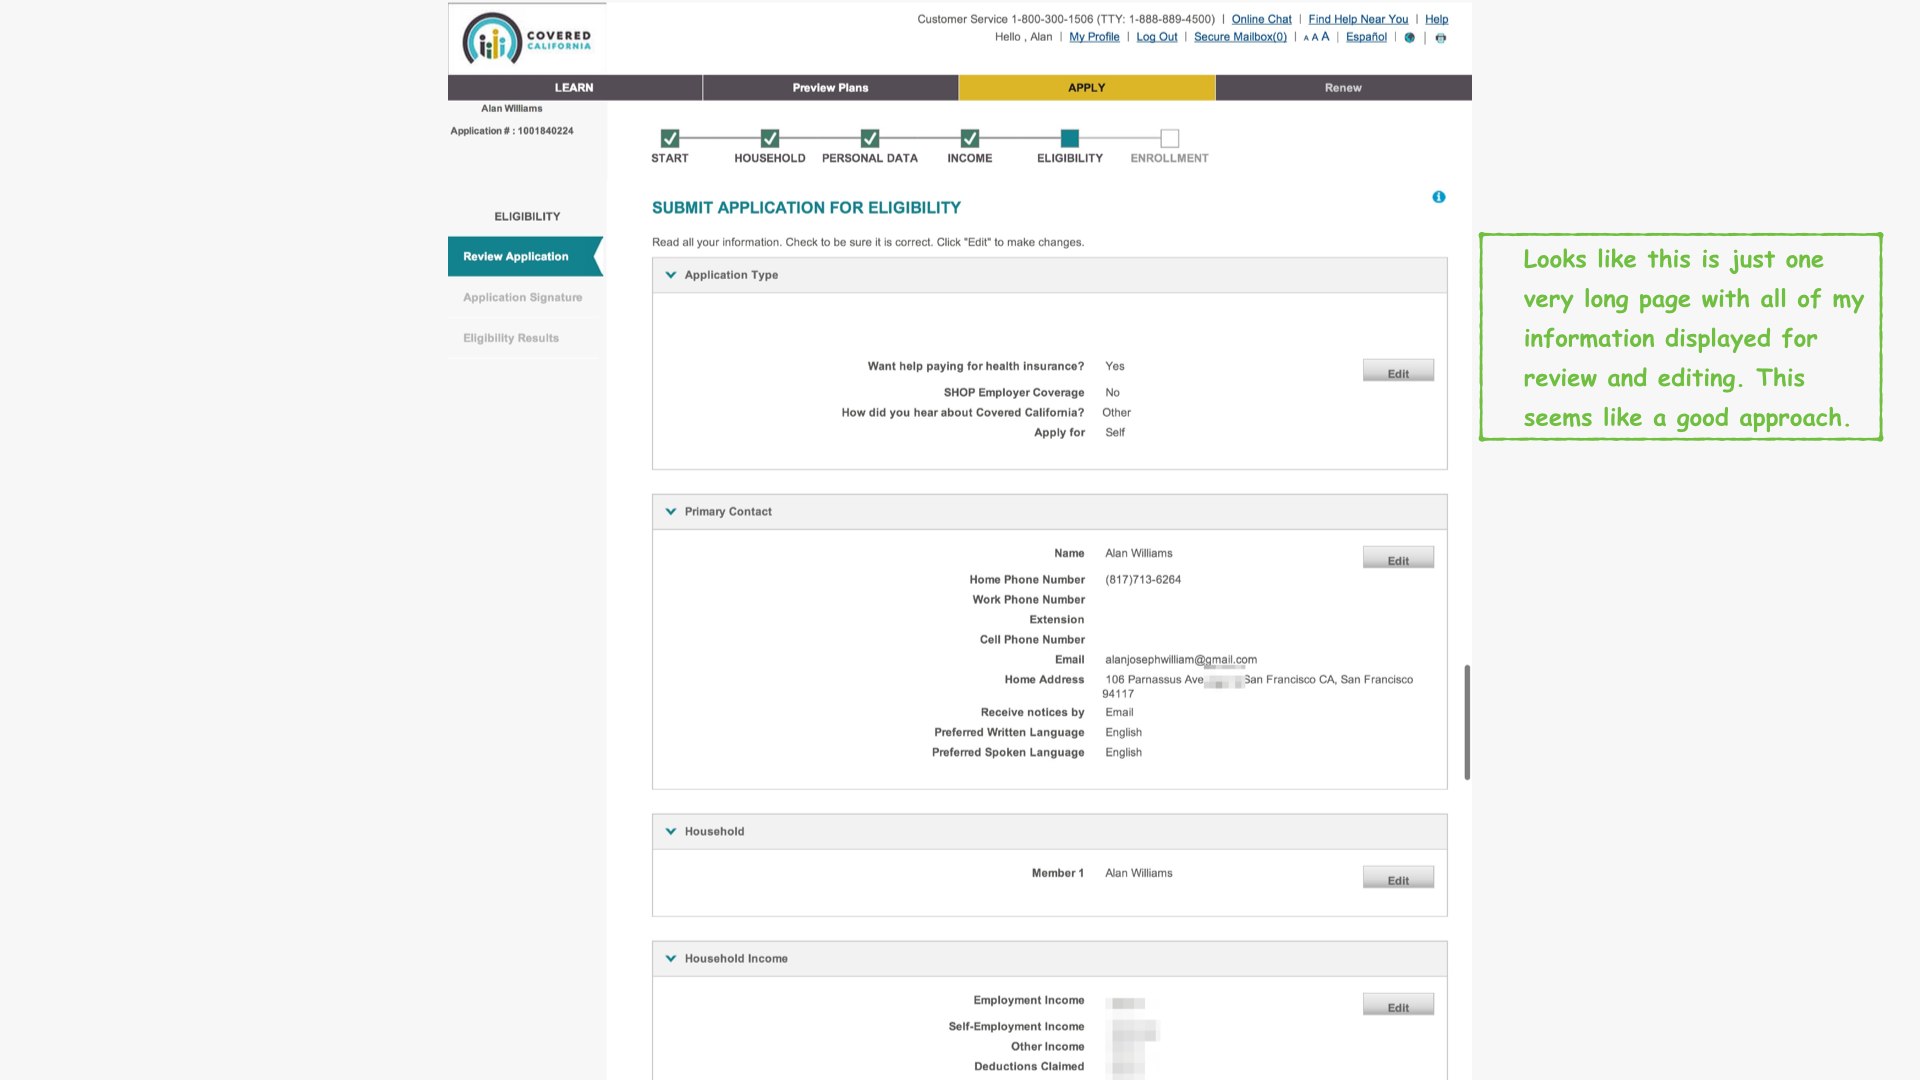 COVERED
CALIFORNIA
Customer Service 1-800-300-1506 (TTY: 1-888-889-4500) | Online Chat | Find Help Near You | Help
Hello , Alan | My Profile | Log Out | Secure Mailbox(0) | A A A | Español |
LEARN
Preview Plans
APPLY
Renew
Alan Williams
Application # : 1001840224
START
HOUSEHOLD
PERSONAL DATA
INCOME
ELIGIBILITY
ENROLLMENT
ELIGIBILITY
Review Application
Application Signature
Eligibility Results
SUBMIT APPLICATION FOR ELIGIBILITY
Read all your information. Check to be sure it is correct. Click "Edit" to make changes.
Application Type
Want help paying for health insurance? Yes
Edit
SHOP Employer Coverage No
How did you hear about Covered California? Other
Apply for Self
Primary Contact
Name Alan Williams
Edit
Home Phone Number (817)713-6264
Work Phone Number
Extension
Cell Phone Number
Email alanjosephwilliam@gmail.com
Home Address 106 Parnassus Ave San Francisco CA, San Francisco
94117
Receive notices by Email
Preferred Written Language English
Preferred Spoken Language English
Household
Member 1 Alan Williams
Edit
Household Income
Employment Income
Edit
Self-Employment Income
Other Income
Deductions Claimed
Looks like this is just one
very long page with all of my
information displayed for
review and editing. This
seems like a good approach.